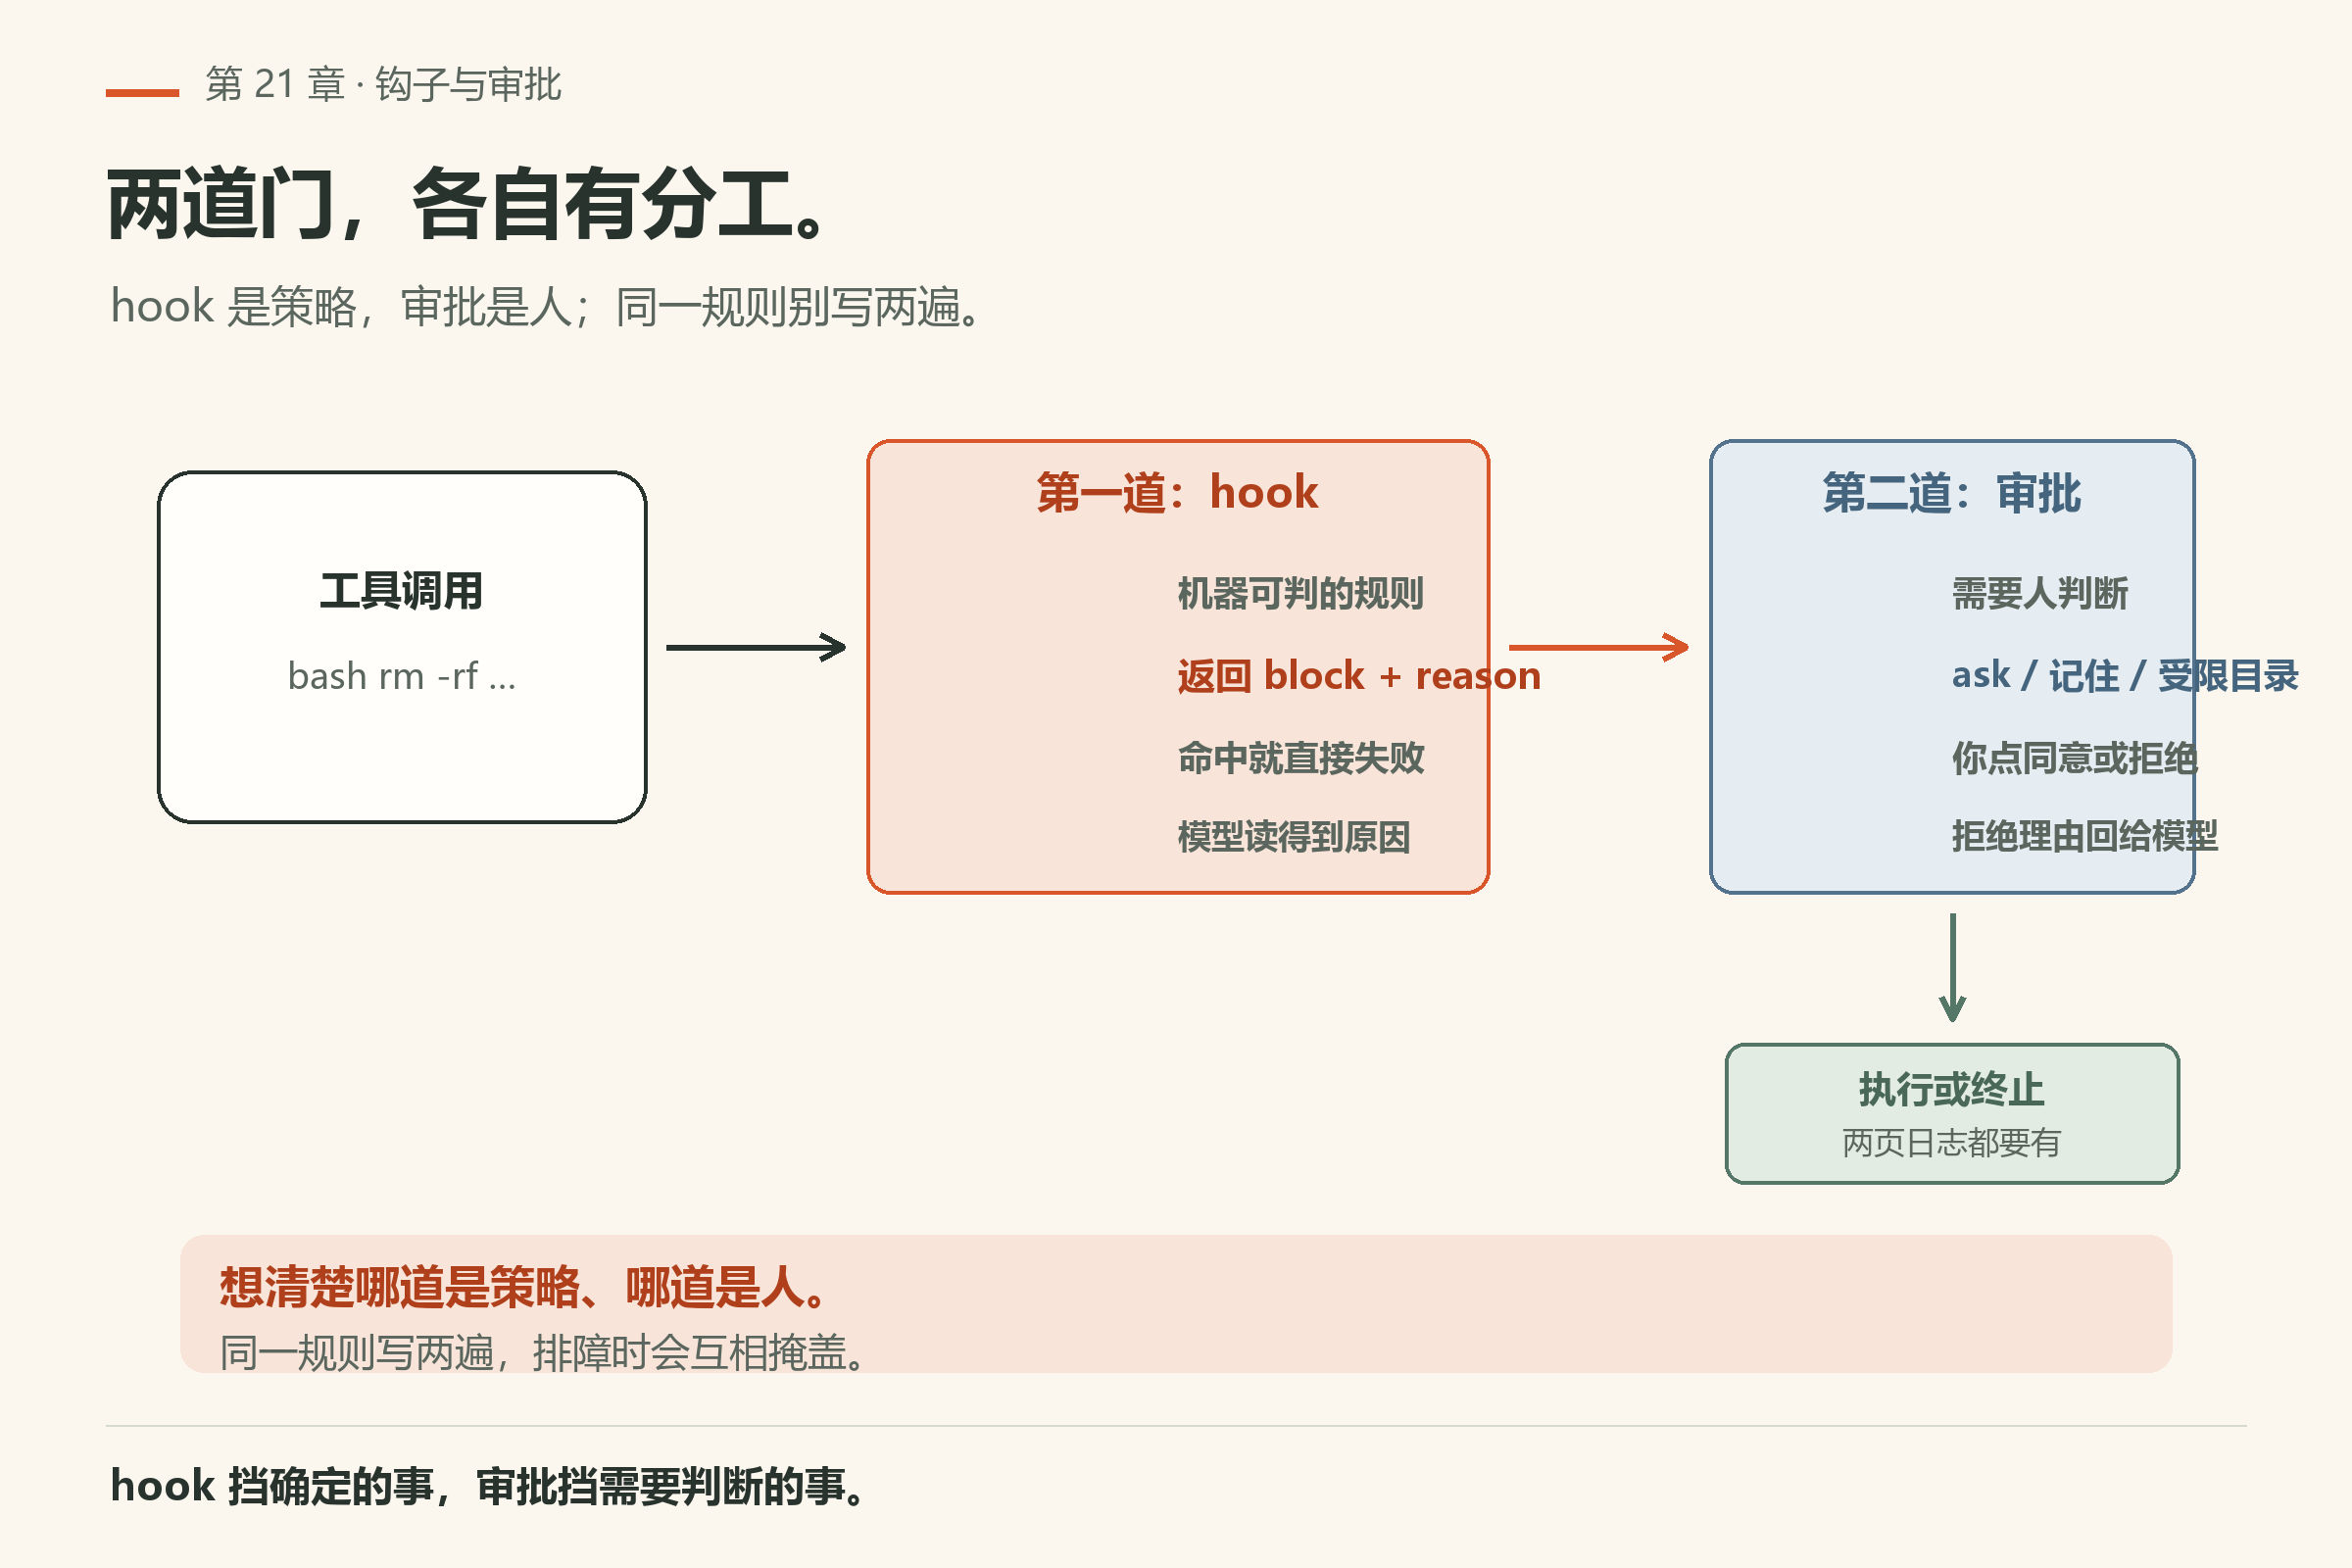 第 21 章 · 钩子与审批
两道门，各自有分工。
hook 是策略，审批是人；同一规则别写两遍。
工具调用
bash rm -rf ...
第一道：hook
机器可判的规则
返回 block + reason
命中就直接失败
模型读得到原因
第二道：审批
需要人判断
ask / 记住 / 受限目录
你点同意或拒绝
拒绝理由回给模型
执行或终止
两页日志都要有
想清楚哪道是策略、哪道是人。
同一规则写两遍，排障时会互相掩盖。
hook 挡确定的事，审批挡需要判断的事。